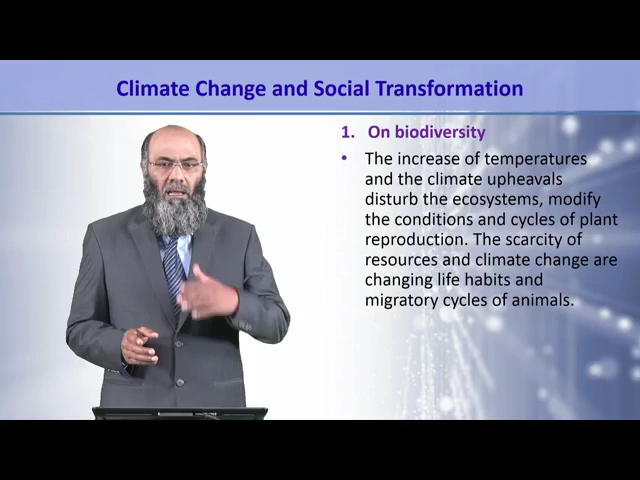 Climate Change and Social Transformation
1. On biodiversity
• The increase of temperatures
and the climate upheavals
disturb the ecosystems, modify
the conditions and cycles of plant
reproduction. The scarcity of
resources and climate change are
changing life habits and
migratory cycles of animals.